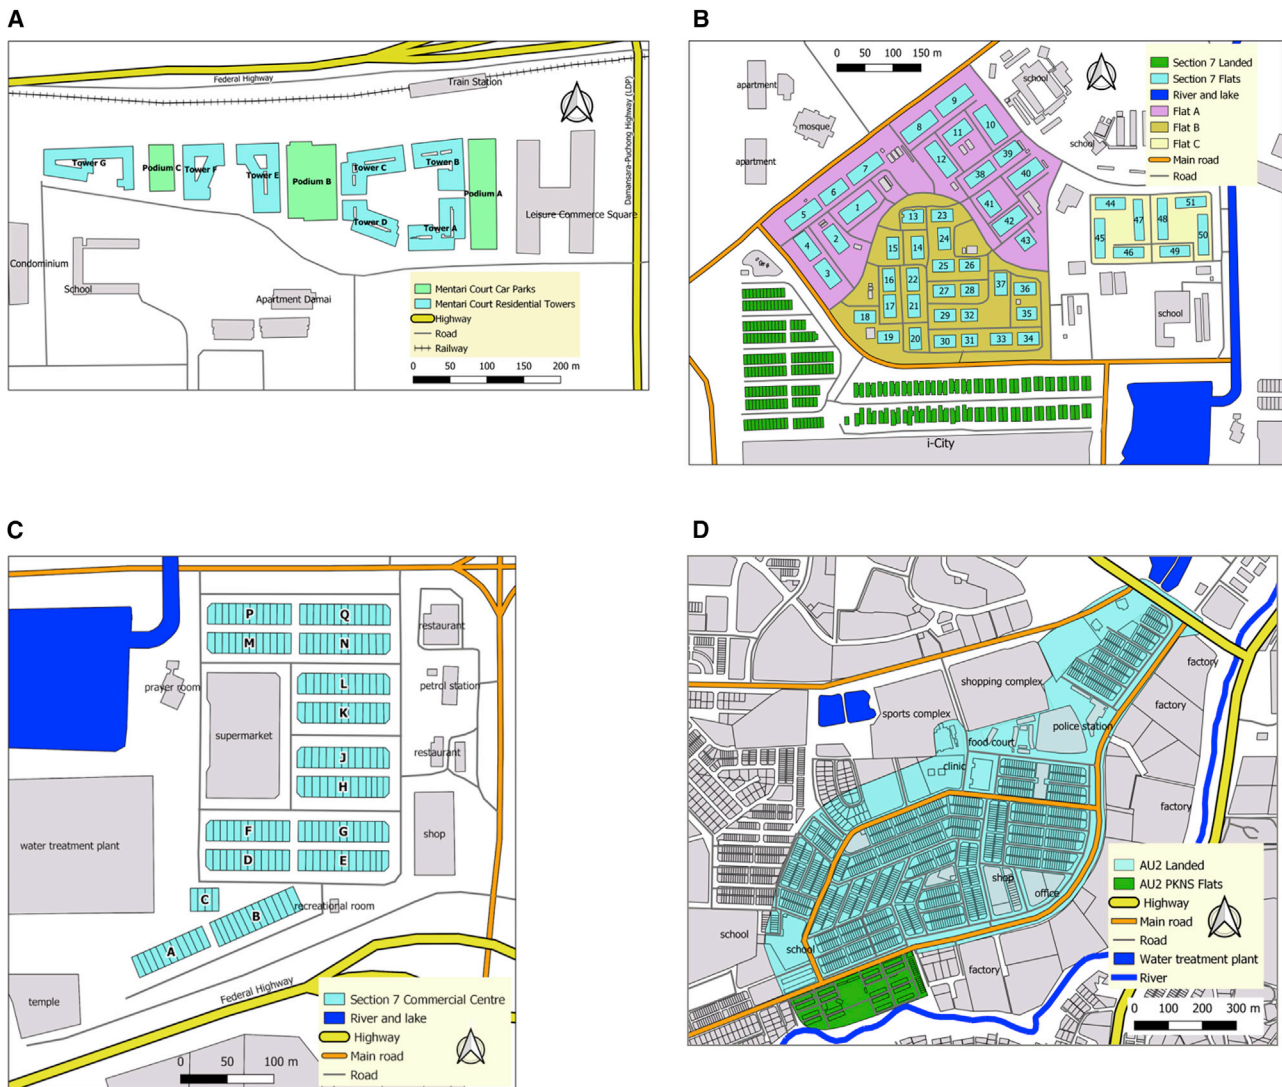 A
Federal Highway
Train Station
Damansara-Puchong Highway (LDP)
Tower G
Podium C
Tower F
Tower E
Podium B
Tower C
Tower B
Podium A
Tower D
Tower A
Leisure Commerce Square
Condominium
School
Apartment Damai
Mentari Court Car Parks
Mentari Court Residential Towers
Highway
Road
Railway
0 50 100 150 200 m
B
0 50 100 150 m
apartment
mosque
apartment
school
school
school
Section 7 Landed
Section 7 Flats
River and lake
Flat A
Flat B
Flat C
Main road
Road
9
8
11
10
7
12
39
6
38
40
5
1
41
4
2
42
3
43
13
23
24
15
14
25
26
16
22
27
28
37
36
17
21
29
32
35
18
19
20
30
31
33
34
44
47
48
51
45
50
46
49
i-City
C
P
Q
M
N
restaurant
prayer room
L
K
petrol station
supermarket
restaurant
J
H
F
G
D
E
shop
water treatment plant
C
B
A
recreational room
temple
Federal Highway
Section 7 Commercial Centre
River and lake
Highway
Main road
Road
0 50 100 m
D
factory
shopping complex
factory
sports complex
police station
food court
clinic
factory
shop
office
school
school
factory
AU2 Landed
AU2 PKNS Flats
Highway
Main road
Road
Water treatment plant
River
0 100 200 300 m